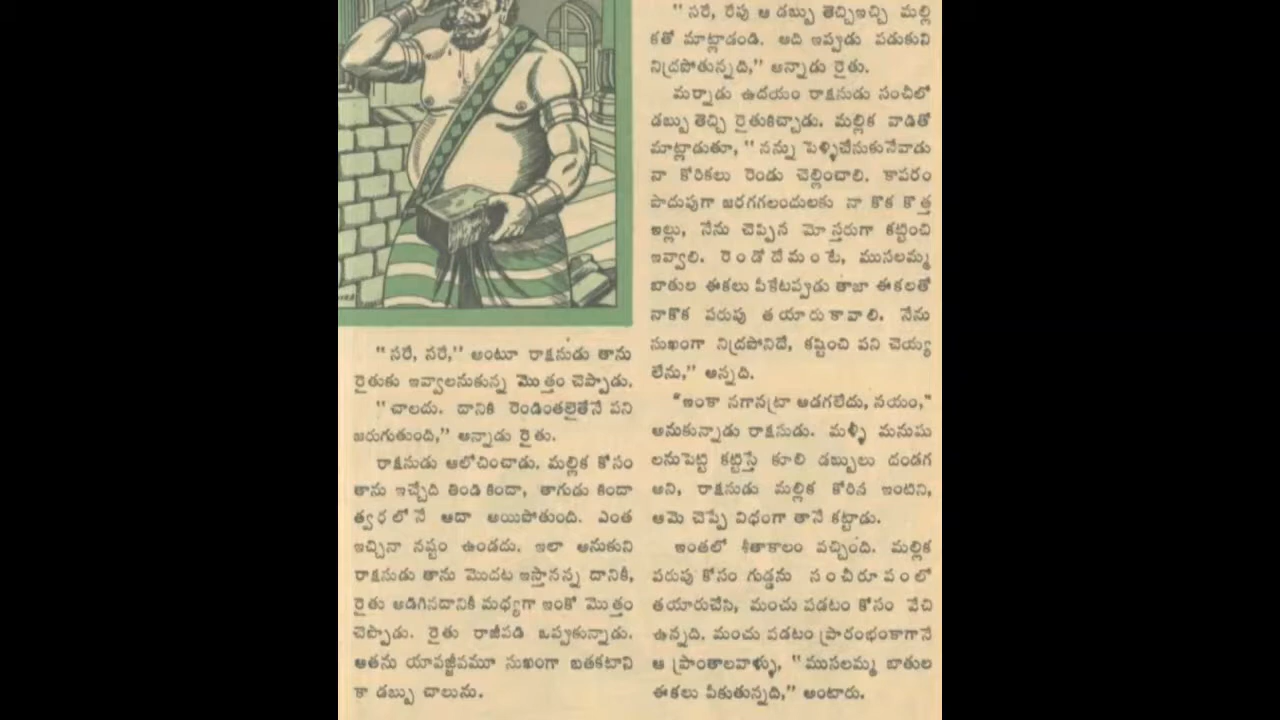 "సరే, సరే," అంటూ రాక్షసుడు తాను
రైతుకు ఇవ్వాలనుకున్న మొత్తం చెప్పాడు.
"చాలదు. దానికి రెండింతలైతేనే పని
జరుగుతుంది," అన్నాడు రైతు.
రాక్షసుడు ఆలోచించాడు. మల్లిక కోసం
తాను ఇచ్చేది తిండి కిందా, తాగుడు కిందా
త్వరలోనే ఆదా అయిపోతుంది. ఎంత
ఇచ్చినా నష్టం ఉండదు. ఇలా అనుకుని
రాక్షసుడు తాను మొదట ఇస్తానన్న దానికీ,
రైతు అడిగినదానికీ మధ్యగా ఇంకో మొత్తం
చెప్పాడు. రైతు రాజీపడి ఒప్పుకున్నాడు.
అతను యావజ్జీవమూ సుఖంగా బతకటాని
కా డబ్బు చాలును.
"సరే, రేపు ఆ డబ్బు తెచ్చిఇచ్చి మల్లి
కతో మాట్లాడండి. అది ఇప్పుడు పడుకుని
నిద్రపోతున్నది," అన్నాడు రైతు.
మర్నాడు ఉదయం రాక్షసుడు సంచీలో
డబ్బు తెచ్చి రైతుకిచ్చాడు. మల్లిక వాడితో
మాట్లాడుతూ, "నన్ను పెళ్ళిచేనుకునేవాడు
నా కోరికలు రెండు చెల్లించాలి. కాపరం
పొదుపుగా జరగగలందులకు నా కొక కొత్త
ఇల్లు, నేను చెప్పిన మోస్తరుగా కట్టించి
ఇవ్వాలి. రెండోదేమంటే, ముసలమ్మ
బాతుల ఈకలు పీకేటప్పుడు తాజా ఈకలతో
నాకొక పరుపు తయారుకావాలి. నేను
సుఖంగా నిద్రపోనిదే, కష్టించి పని చెయ్య
లేను," అన్నది.
"ఇంకా నగానట్రా అడగలేదు, నయం,"
అనుకున్నాడు రాక్షసుడు. మళ్ళీ మనుషు
లనుపెట్టి కట్టిస్తే కూలి డబ్బులు దండగ
అని, రాక్షసుడు మల్లిక కోరిన ఇంటిని,
ఆమె చెప్పే విధంగా తానే కట్టాడు.
ఇంతలో శీతాకాలం వచ్చింది. మల్లిక
పరుపు కోసం గుడ్డను సంచీరూపంలో
తయారుచేసి, మంచు పడటం కోసం వేచి
ఉన్నది. మంచు పడటం ప్రారంభంకాగానే
ఆ ప్రాంతాలవాళ్ళు, "ముసలమ్మ బాతుల
ఈకలు పీకుతున్నది," అంటారు.